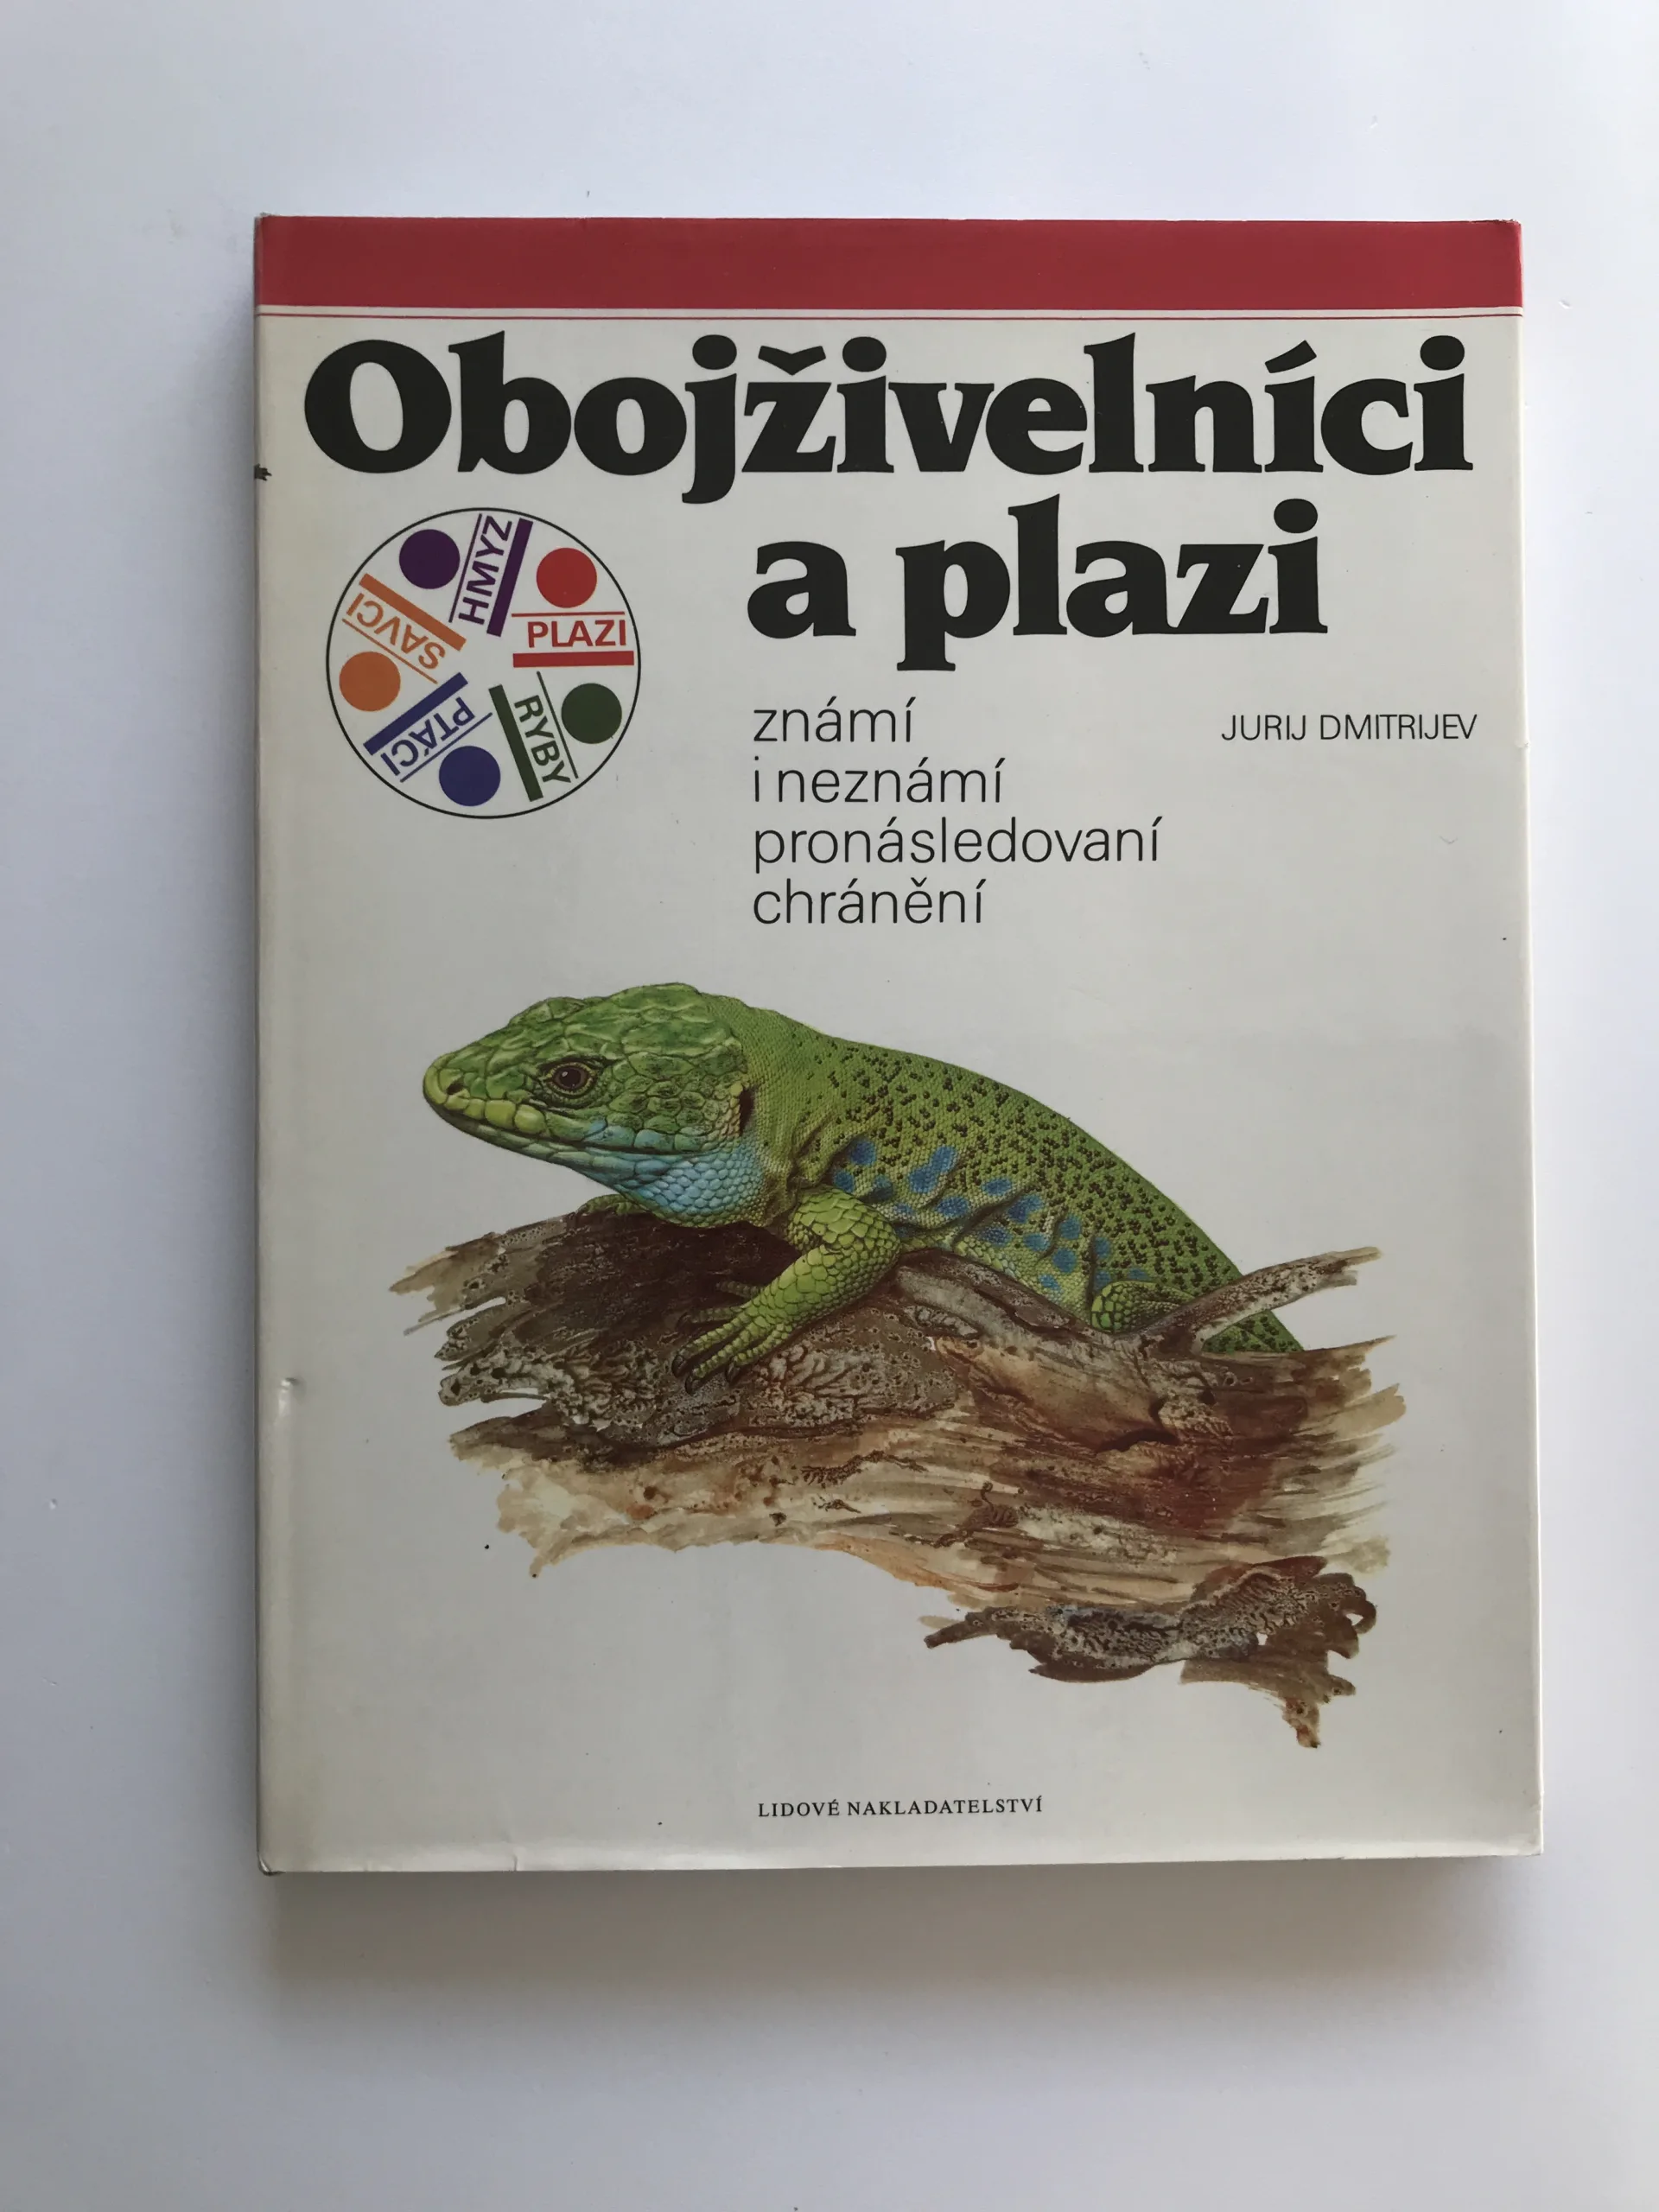 Obojživelníci
a plazi
známí
i neznámí
pronásledovaní
chránění
JURIJ DMITRIJEV
HMYZ
PLAZI
RYBY
PTÁCI
SAVCI
LIDOVÉ NAKLADATELSTVÍ